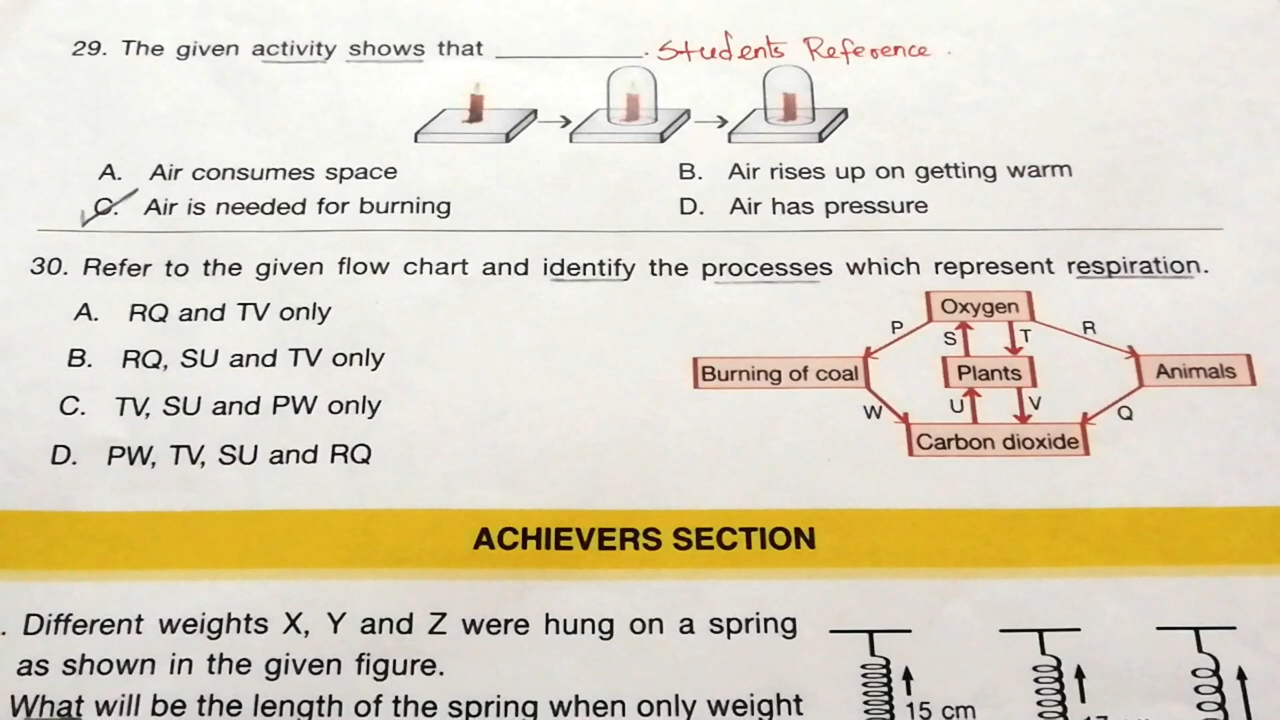 29. The given activity shows that ________. Students Reference.
A. Air consumes space
B. Air rises up on getting warm
C. Air is needed for burning
D. Air has pressure
30. Refer to the given flow chart and identify the processes which represent respiration.
A. RQ and TV only
B. RQ, SU and TV only
C. TV, SU and PW only
D. PW, TV, SU and RQ
Oxygen
P
S
T
R
Burning of coal
Plants
Animals
W
U
V
Q
Carbon dioxide
ACHIEVERS SECTION
. Different weights X, Y and Z were hung on a spring
as shown in the given figure.
What will be the length of the spring when only weight
15 cm